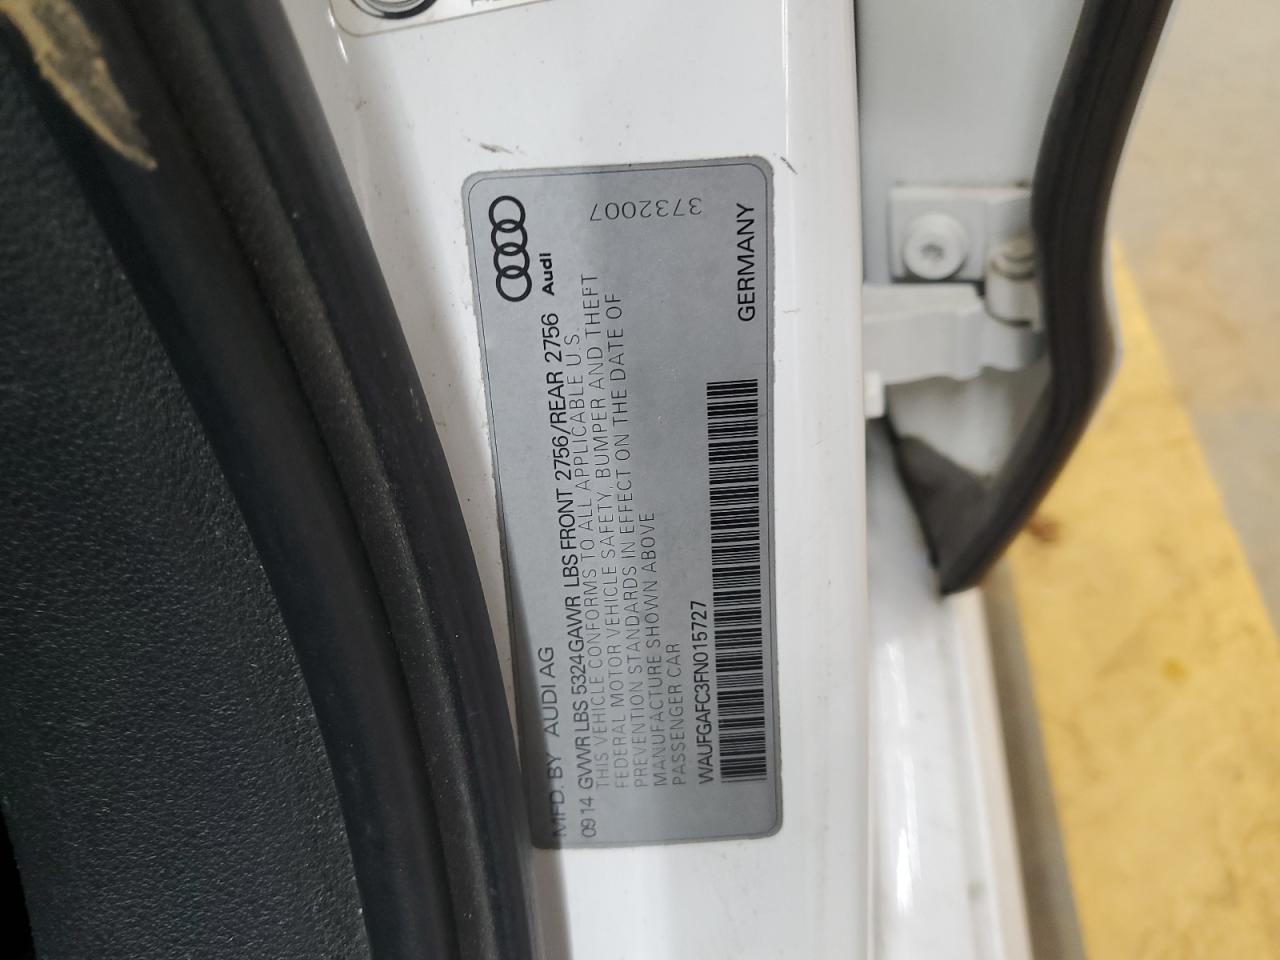 Audi
MFD. BY AUDI AG
09 14 GVWR LBS 5324 GAWR LBS FRONT 2756/REAR 2756
THIS VEHICLE CONFORMS TO ALL APPLICABLE U.S.
FEDERAL MOTOR VEHICLE SAFETY, BUMPER AND THEFT
PREVENTION STANDARDS IN EFFECT ON THE DATE OF
MANUFACTURE SHOWN ABOVE
PASSENGER CAR
3732007
WAUFGAFC3FN015727
GERMANY